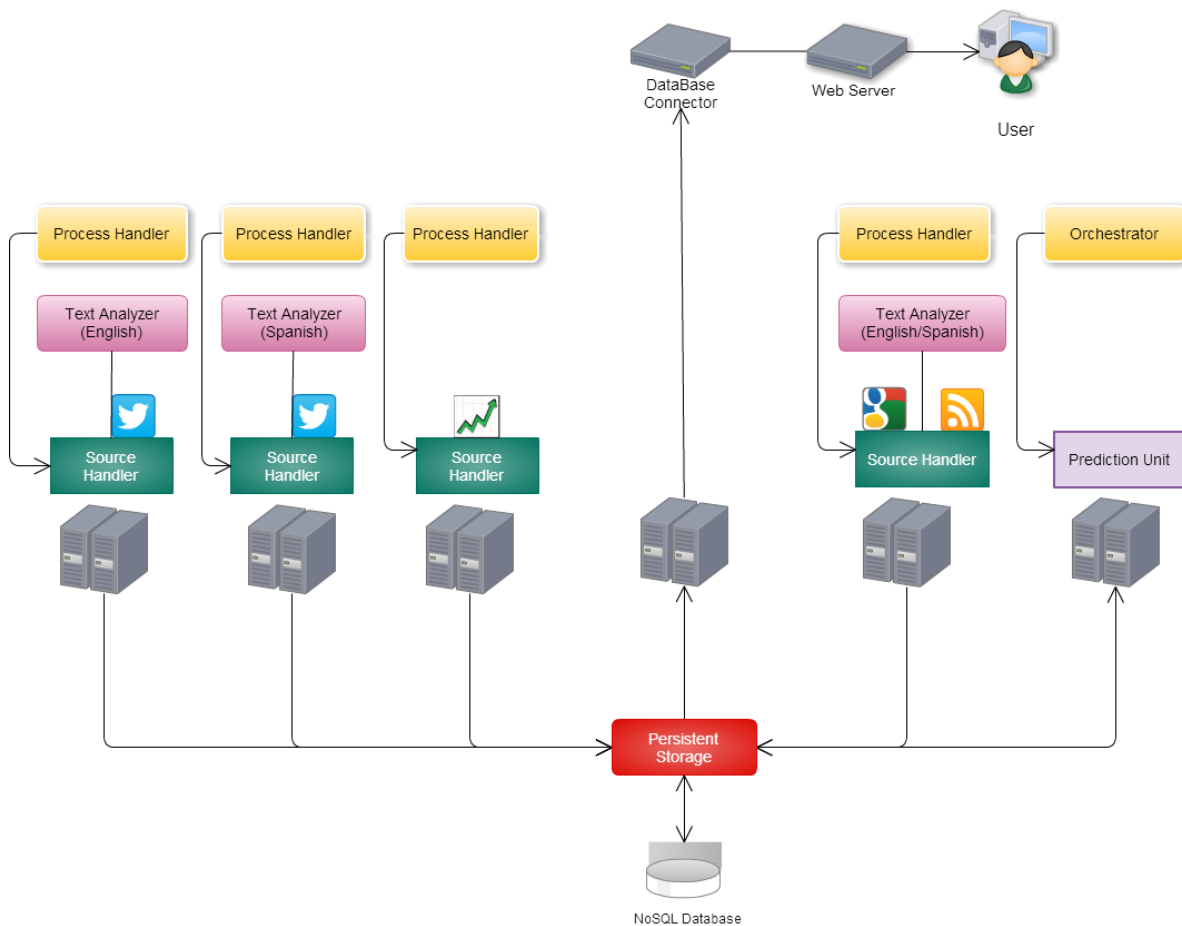 DataBase
Connector
Web Server
User
Process Handler
Process Handler
Process Handler
Process Handler
Orchestrator
Text Analyzer
(English)
Text Analyzer
(Spanish)
Text Analyzer
(English/Spanish)
g
Source
Handler
Source
Handler
Source
Handler
Source Handler
Prediction Unit
Persistent
Storage
NoSQL Database